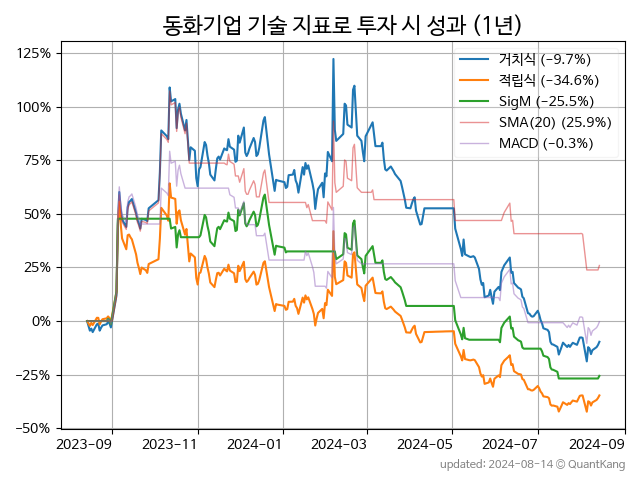 동화기업 기술 지표로 투자 시 성과 (1년)
125%
100%
75%
50%
25%
0%
−25%
−50%
거치식 (−9.7%)
적립식 (−34.6%)
SigM (−25.5%)
SMA(20) (25.9%)
MACD (−0.3%)
2023-09
2023-11
2024-01
2024-03
2024-05
2024-07
2024-09
updated: 2024-08-14 © QuantKang